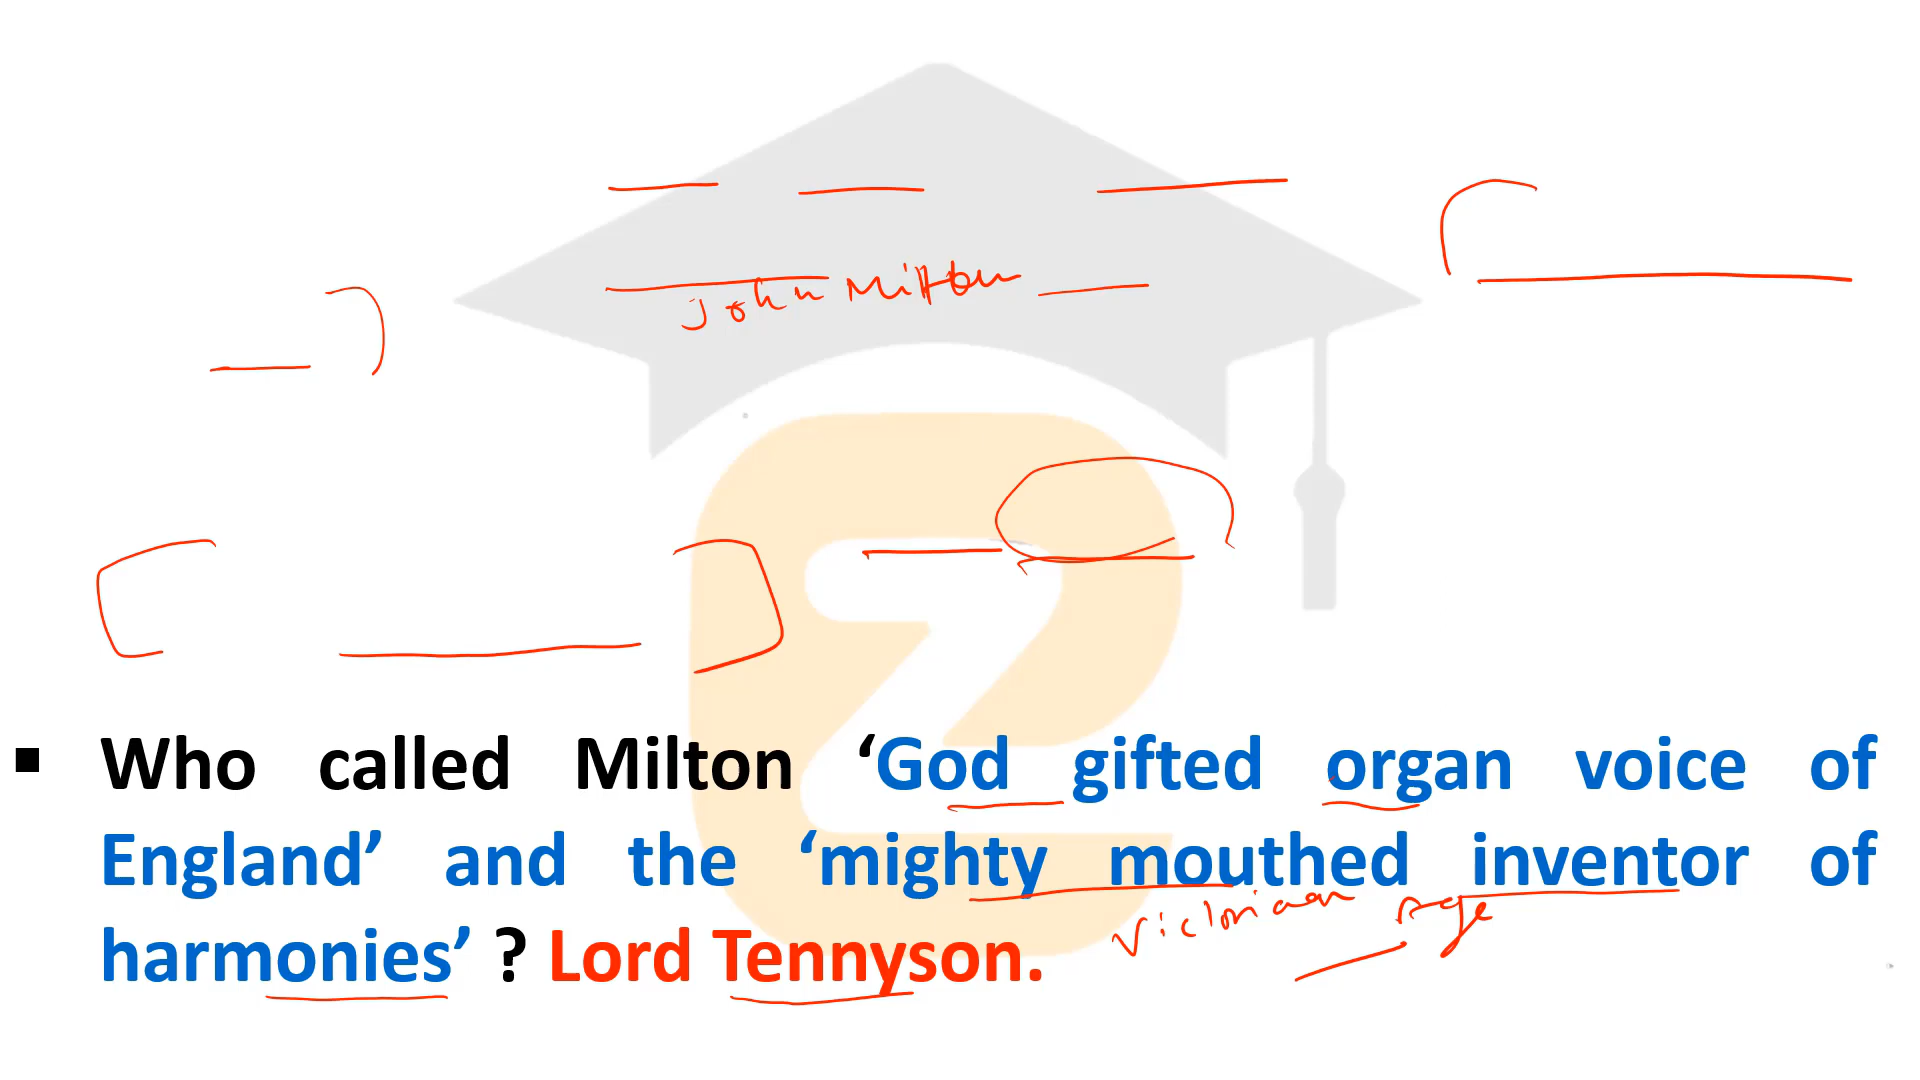 John Milton
▪ Who called Milton ‘God gifted organ voice of
England’ and the ‘mighty mouthed inventor of
harmonies’ ? Lord Tennyson.
Victorian Age